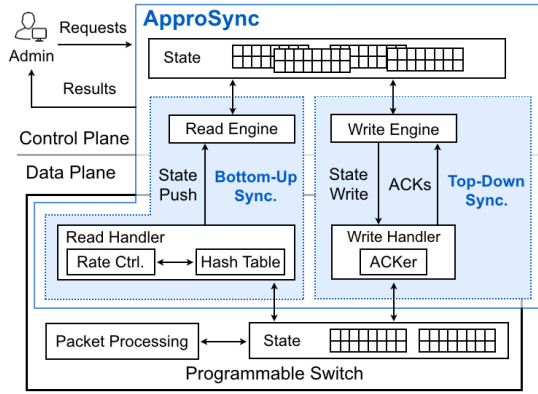 ApproSync
Requests
Admin
Results
State
Read Engine
Write Engine
Control Plane
Data Plane
State
Push
Bottom-Up
Sync.
State
Write
ACKs
Top-Down
Sync.
Read Handler
Rate Ctrl.
Hash Table
Write Handler
ACKer
Packet Processing
State
Programmable Switch